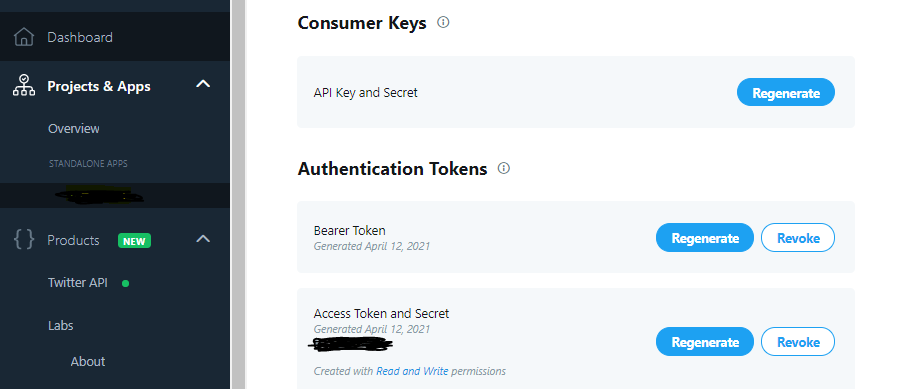 Dashboard
Projects & Apps
Overview
STANDALONE APPS
Products NEW
Twitter API
Labs
About
Consumer Keys
API Key and Secret
Regenerate
Authentication Tokens
Bearer Token
Generated April 12, 2021
Regenerate Revoke
Access Token and Secret
Generated April 12, 2021
Created with Read and Write permissions
Regenerate Revoke